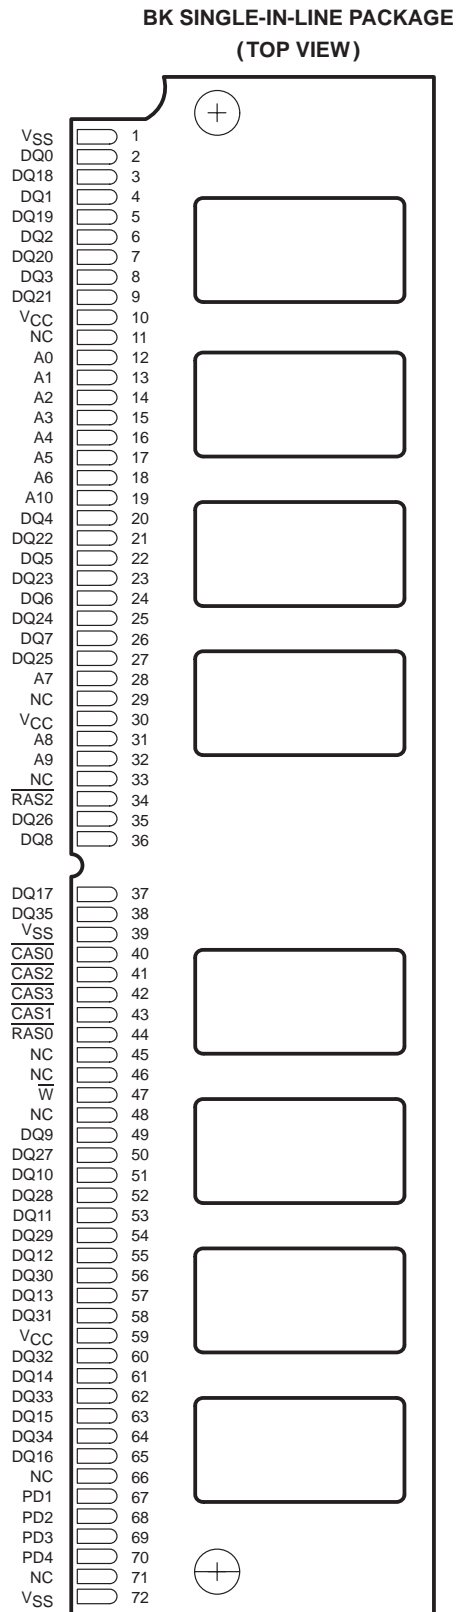 BK SINGLE-IN-LINE PACKAGE
(TOP VIEW)
VSS 1
DQ0 2
DQ18 3
DQ1 4
DQ19 5
DQ2 6
DQ20 7
DQ3 8
DQ21 9
VCC 10
NC 11
A0 12
A1 13
A2 14
A3 15
A4 16
A5 17
A6 18
A10 19
DQ4 20
DQ22 21
DQ5 22
DQ23 23
DQ6 24
DQ24 25
DQ7 26
DQ25 27
A7 28
NC 29
VCC 30
A8 31
A9 32
NC 33
RAS2 34
DQ26 35
DQ8 36
DQ17 37
DQ35 38
VSS 39
CAS0 40
CAS2 41
CAS3 42
CAS1 43
RAS0 44
NC 45
NC 46
W 47
NC 48
DQ9 49
DQ27 50
DQ10 51
DQ28 52
DQ11 53
DQ29 54
DQ12 55
DQ30 56
DQ13 57
DQ31 58
VCC 59
DQ32 60
DQ14 61
DQ33 62
DQ15 63
DQ34 64
DQ16 65
NC 66
PD1 67
PD2 68
PD3 69
PD4 70
NC 71
VSS 72